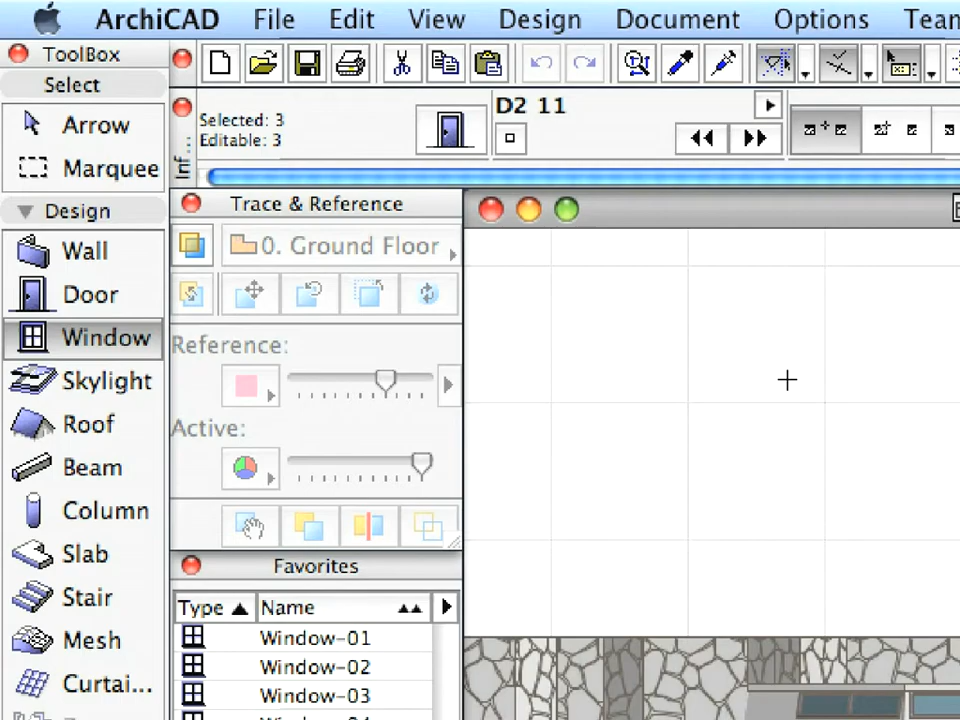 ArchiCAD File Edit View Design Document Options Team
ToolBox
Select
Arrow
Marquee
Design
Wall
Door
Window
Skylight
Roof
Beam
Column
Slab
Stair
Mesh
Curtai...
Inf
Selected: 3
Editable: 3
D2 11
Trace & Reference
0. Ground Floor
Reference:
Active:
Favorites
Type Name
Window-01
Window-02
Window-03